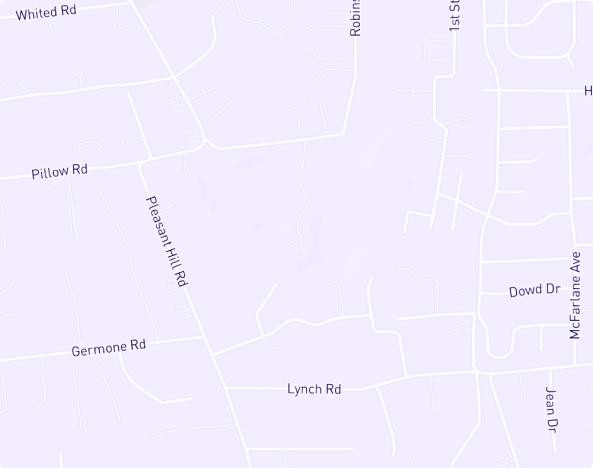 Whited Rd
Robins
1st St
H
Pillow Rd
Pleasant Hill Rd
Dowd Dr
McFarlane Ave
Germone Rd
Lynch Rd
Jean Dr